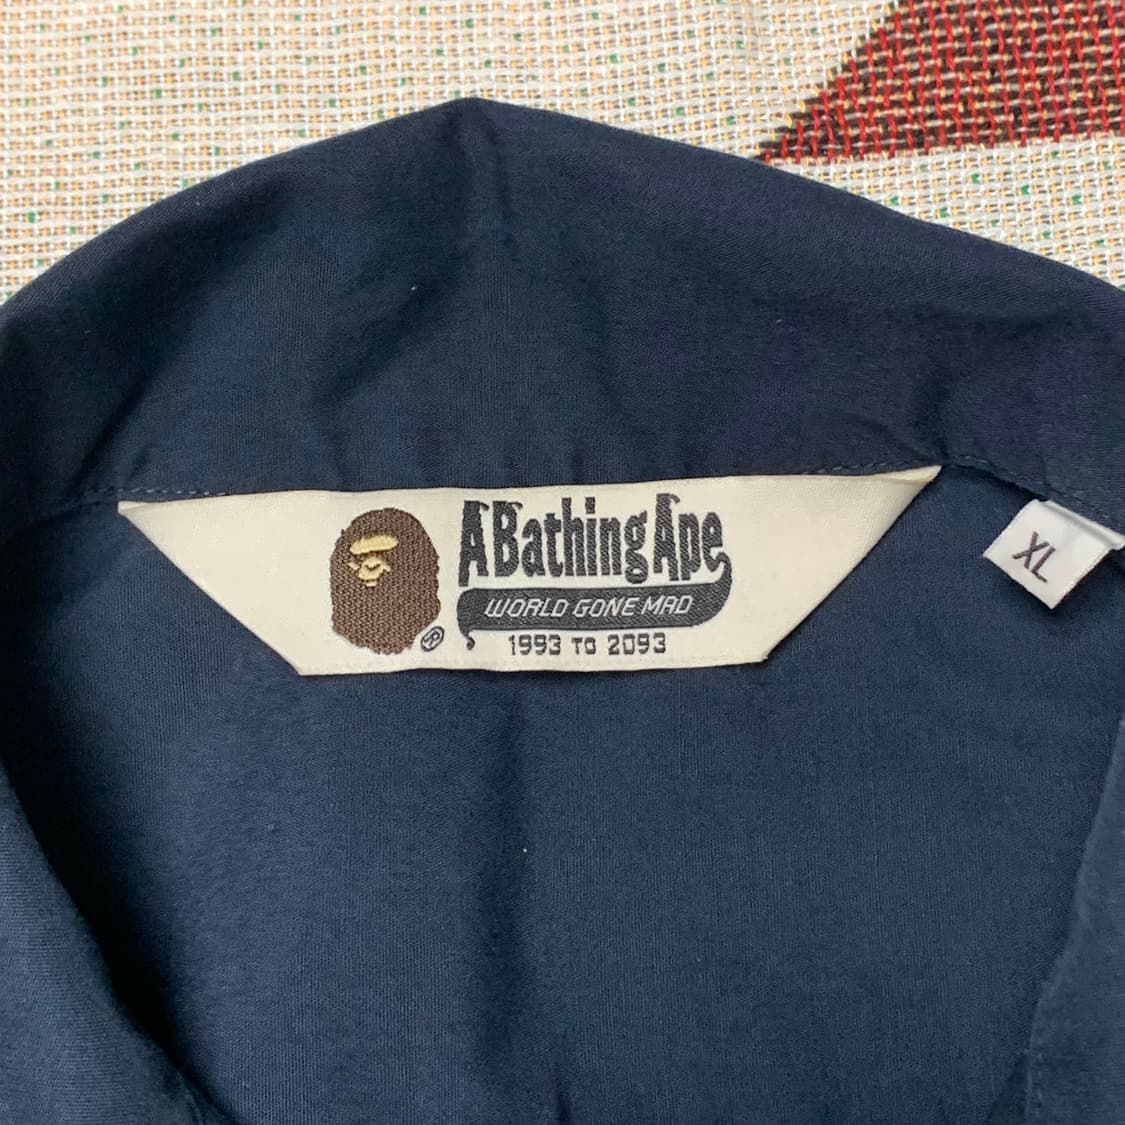 A Bathing Ape
WORLD GONE MAD
1993 TO 2093
®
XL